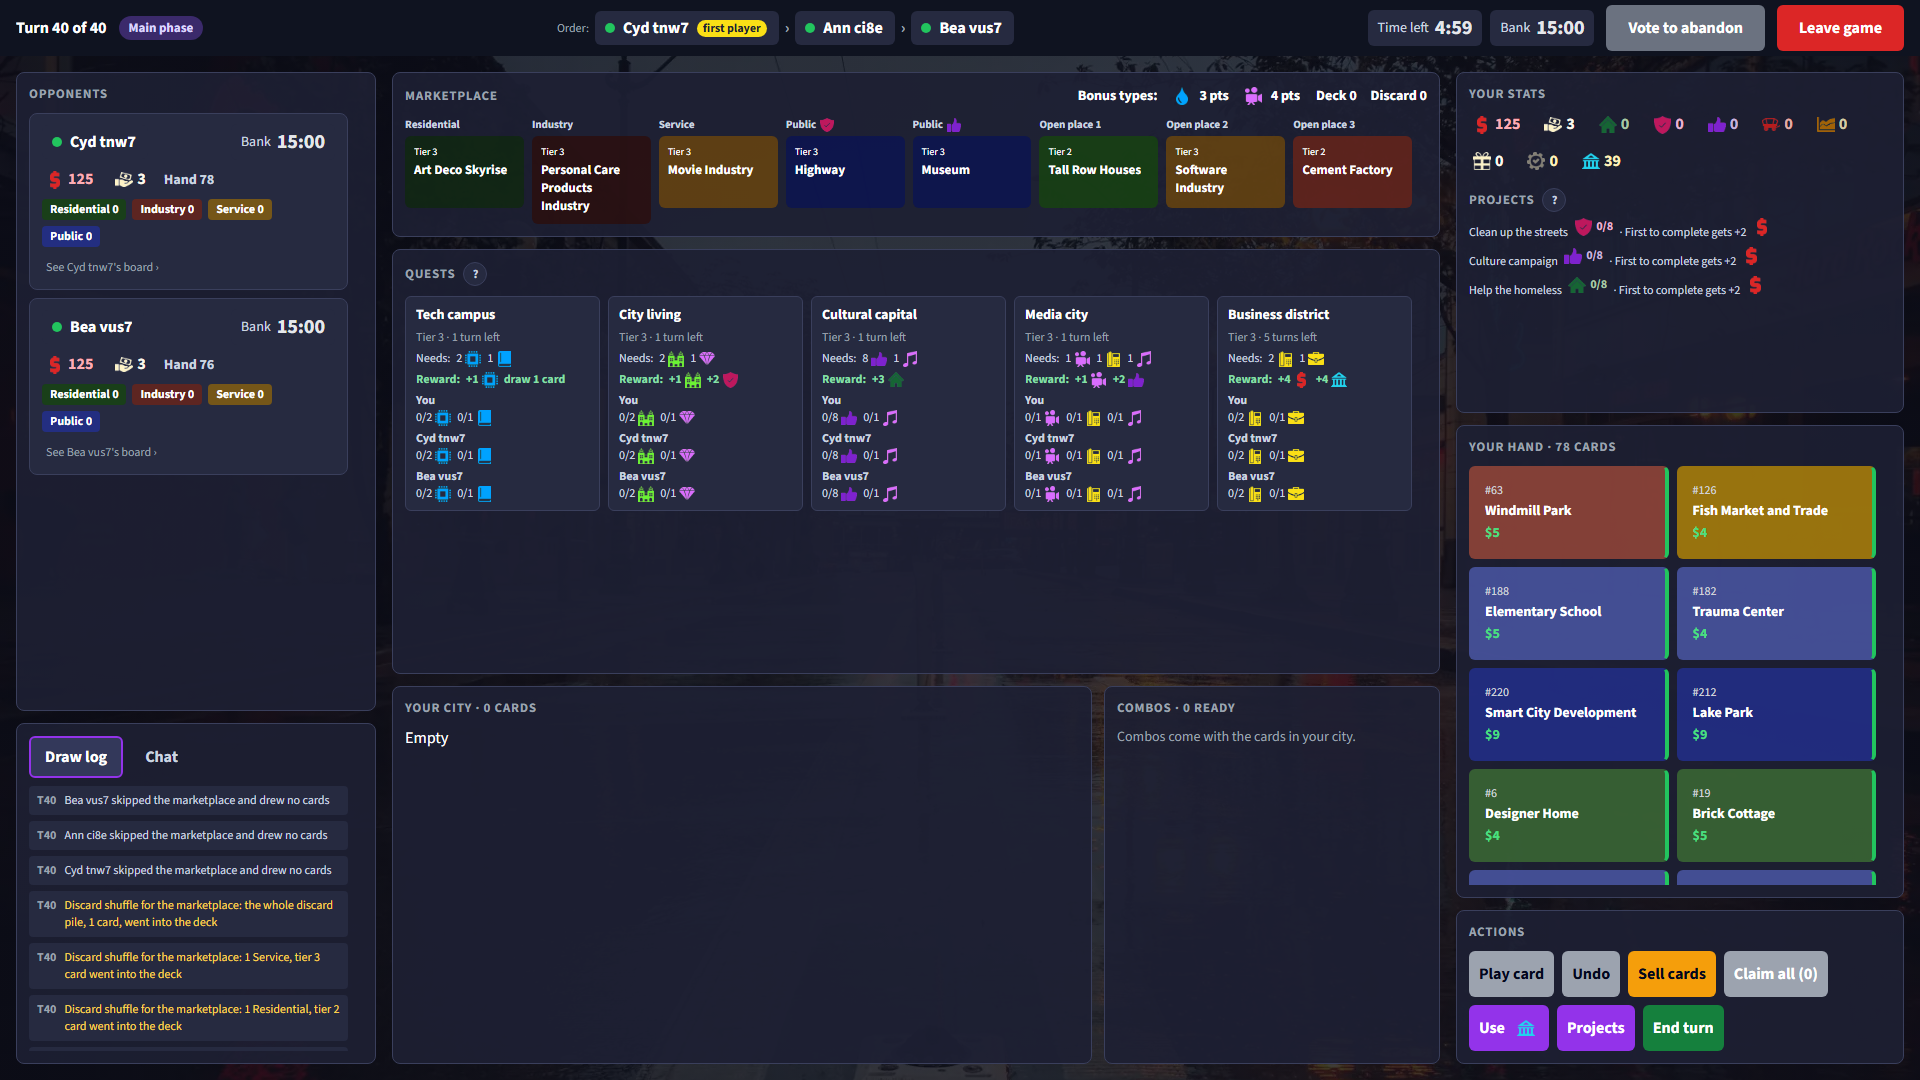 Turn 40 of 40 Main phase
Order: Cyd tnw7 first player › Ann ci8e › Bea vus7
Time left 4:59 Bank 15:00 Vote to abandon Leave game
OPPONENTS
Cyd tnw7 Bank 15:00
125 3 Hand 78
Residential 0 Industry 0 Service 0
Public 0
See Cyd tnw7's board ›
Bea vus7 Bank 15:00
125 3 Hand 76
Residential 0 Industry 0 Service 0
Public 0
See Bea vus7's board ›
Draw log Chat
T40 Bea vus7 skipped the marketplace and drew no cards
T40 Ann ci8e skipped the marketplace and drew no cards
T40 Cyd tnw7 skipped the marketplace and drew no cards
T40 Discard shuffle for the marketplace: the whole discard
pile, 1 card, went into the deck
T40 Discard shuffle for the marketplace: 1 Service, tier 3
card went into the deck
T40 Discard shuffle for the marketplace: 1 Residential, tier 2
card went into the deck
MARKETPLACE
Bonus types: 3 pts 4 pts Deck 0 Discard 0
Residential
Tier 3
Art Deco Skyrise
Industry
Tier 3
Personal Care
Products
Industry
Service
Tier 3
Movie Industry
Public
Tier 3
Highway
Public
Tier 3
Museum
Open place 1
Tier 2
Tall Row Houses
Open place 2
Tier 3
Software
Industry
Open place 3
Tier 2
Cement Factory
QUESTS ?
Tech campus
Tier 3 · 1 turn left
Needs: 2 1
Reward: +1 draw 1 card
You
0/2 0/1
Cyd tnw7
0/2 0/1
Bea vus7
0/2 0/1
City living
Tier 3 · 1 turn left
Needs: 2 1
Reward: +1 +2
You
0/2 0/1
Cyd tnw7
0/2 0/1
Bea vus7
0/2 0/1
Cultural capital
Tier 3 · 1 turn left
Needs: 8 1
Reward: +3
You
0/8 0/1
Cyd tnw7
0/8 0/1
Bea vus7
0/8 0/1
Media city
Tier 3 · 1 turn left
Needs: 1 1 1
Reward: +1 +2
You
0/1 0/1 0/1
Cyd tnw7
0/1 0/1 0/1
Bea vus7
0/1 0/1 0/1
Business district
Tier 3 · 5 turns left
Needs: 2 1
Reward: +4 +4
You
0/2 0/1
Cyd tnw7
0/2 0/1
Bea vus7
0/2 0/1
YOUR CITY · 0 CARDS
Empty
COMBOS · 0 READY
Combos come with the cards in your city.
YOUR STATS
125 3 0 0 0 0 0
0 0 39
PROJECTS ?
Clean up the streets 0/8 · First to complete gets +2
Culture campaign 0/8 · First to complete gets +2
Help the homeless 0/8 · First to complete gets +2
YOUR HAND · 78 CARDS
#63
Windmill Park
$5
#126
Fish Market and Trade
$4
#188
Elementary School
$5
#182
Trauma Center
$4
#220
Smart City Development
$9
#212
Lake Park
$9
#6
Designer Home
$4
#19
Brick Cottage
$5
ACTIONS
Play card Undo Sell cards Claim all (0)
Use Projects End turn